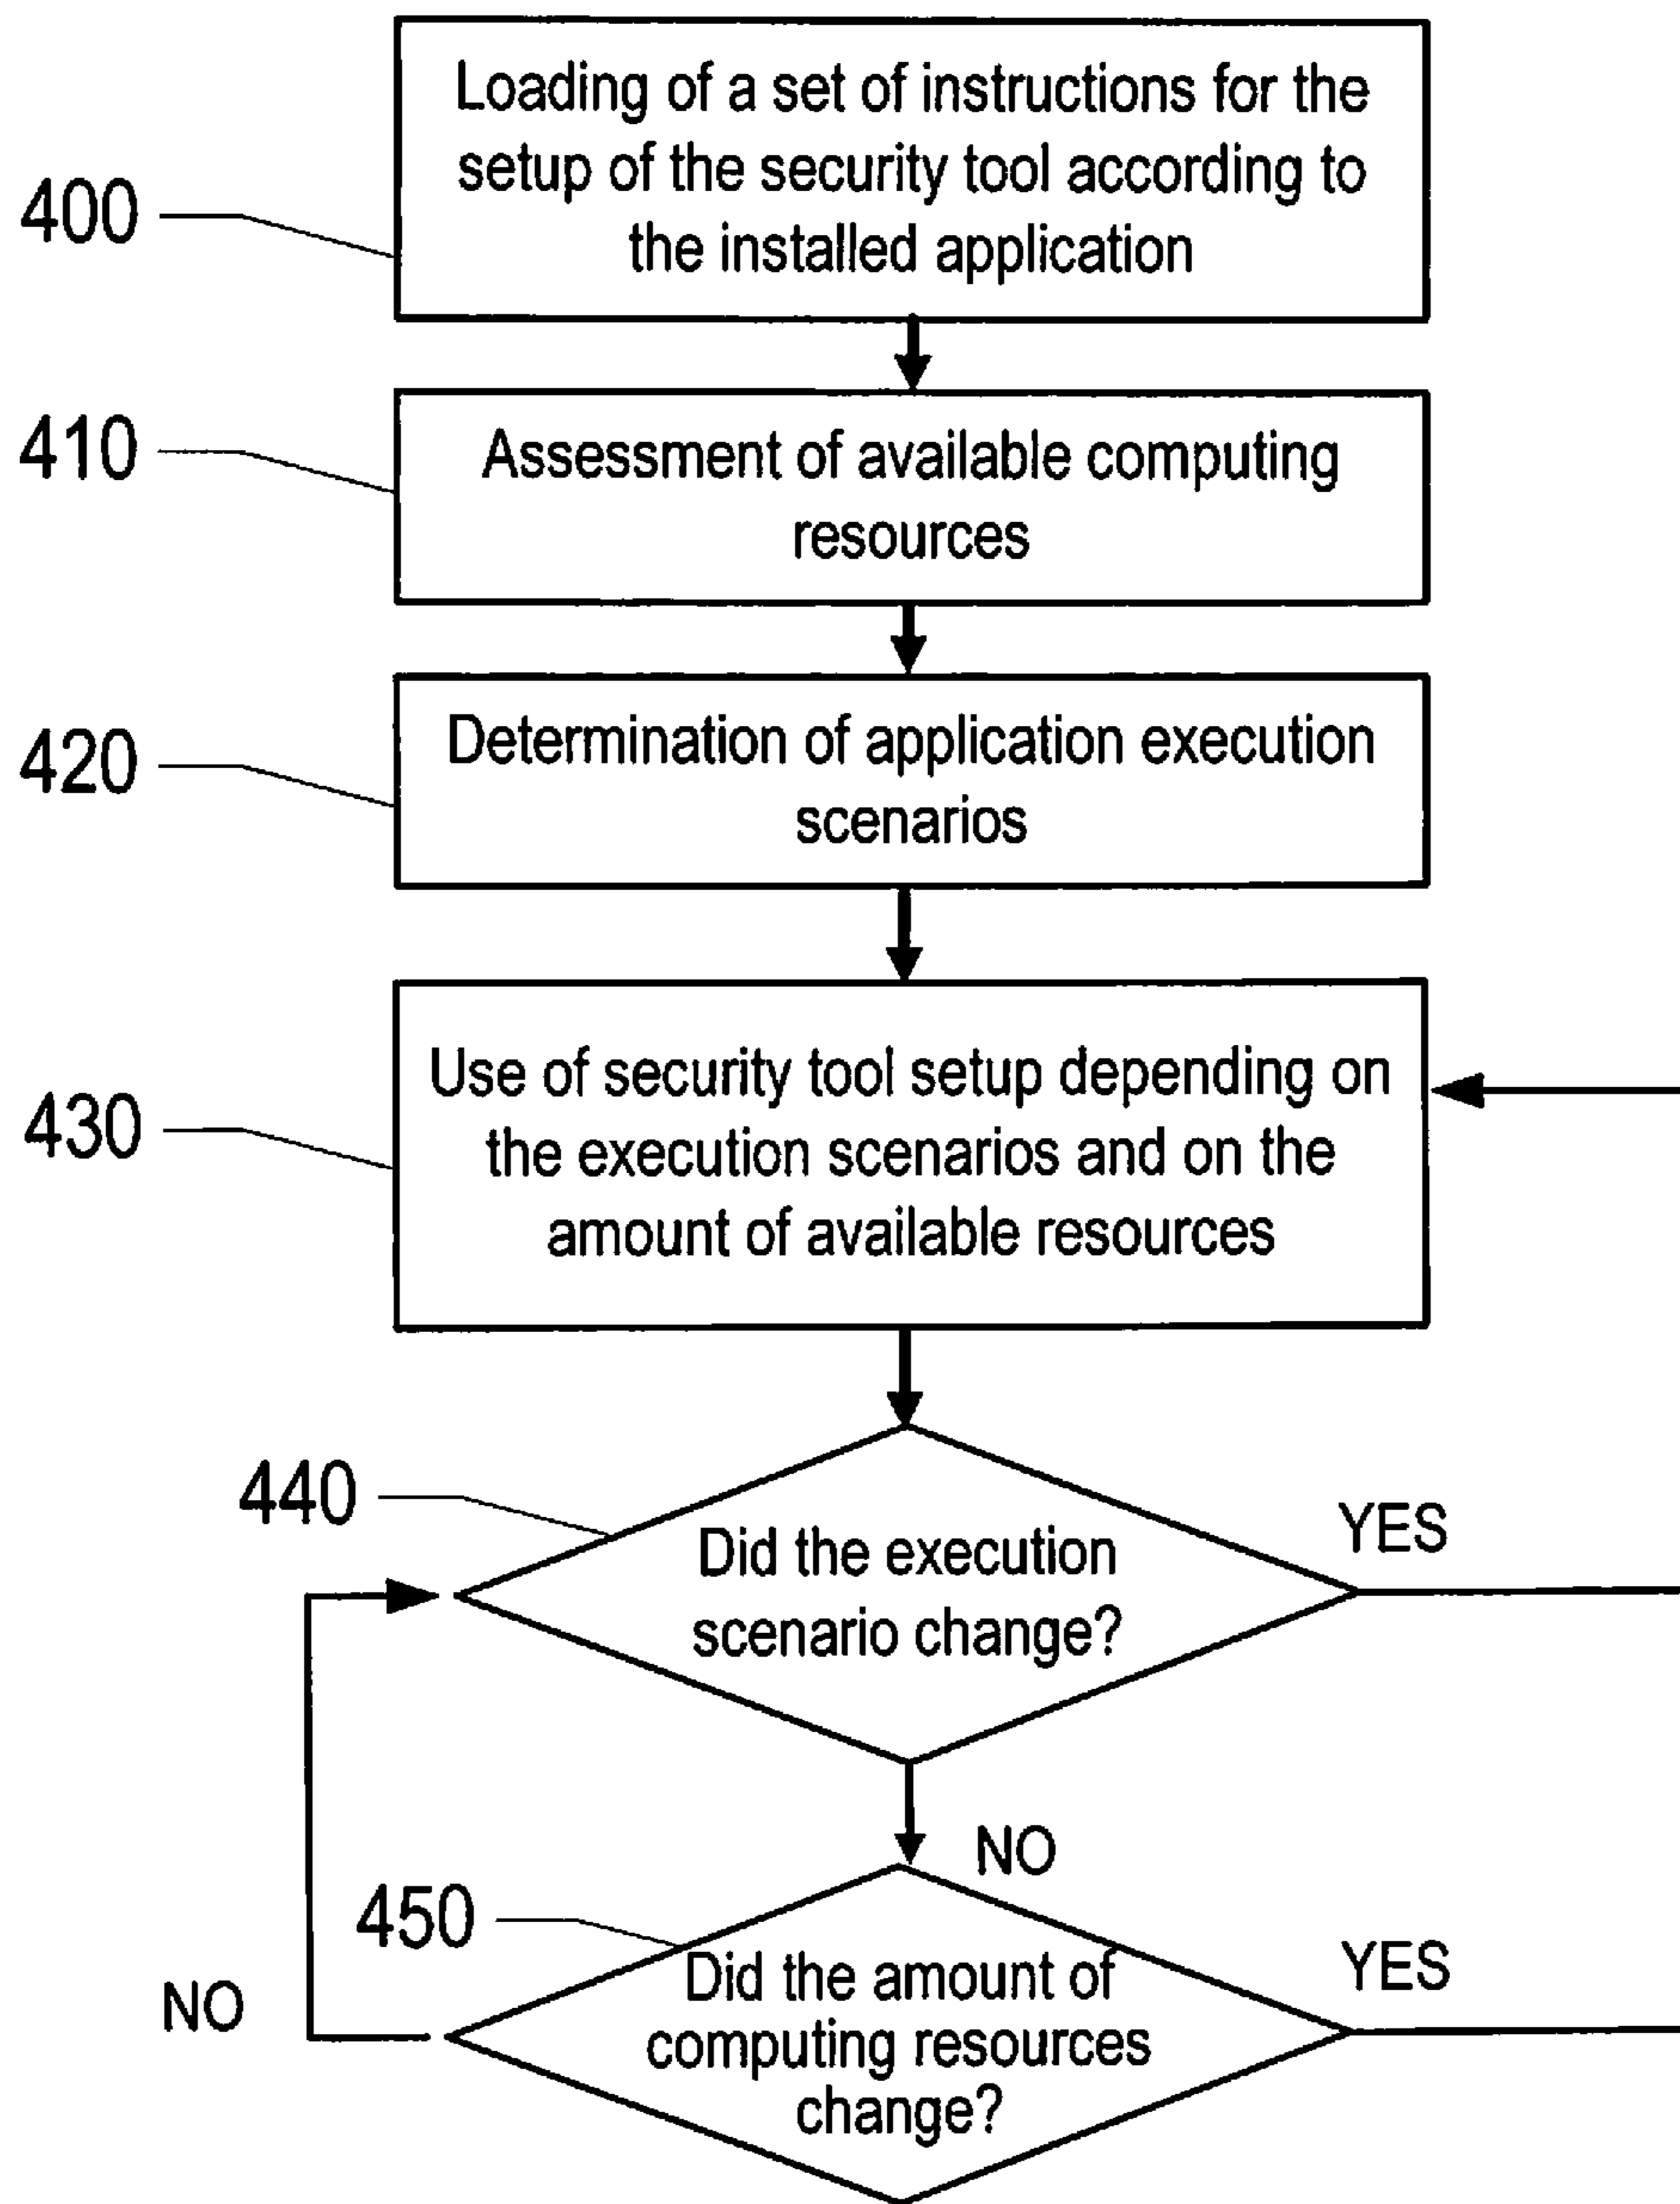 Loading of a set of instructions for the
setup of the security tool according to
the installed application
400
Assessment of available computing
resources
410
Determination of application execution
scenarios
420
Use of security tool setup depending on
the execution scenarios and on the
amount of available resources
430
440
Did the execution
scenario change?
YES
NO
450
Did the amount of
computing resources
change?
YES
NO